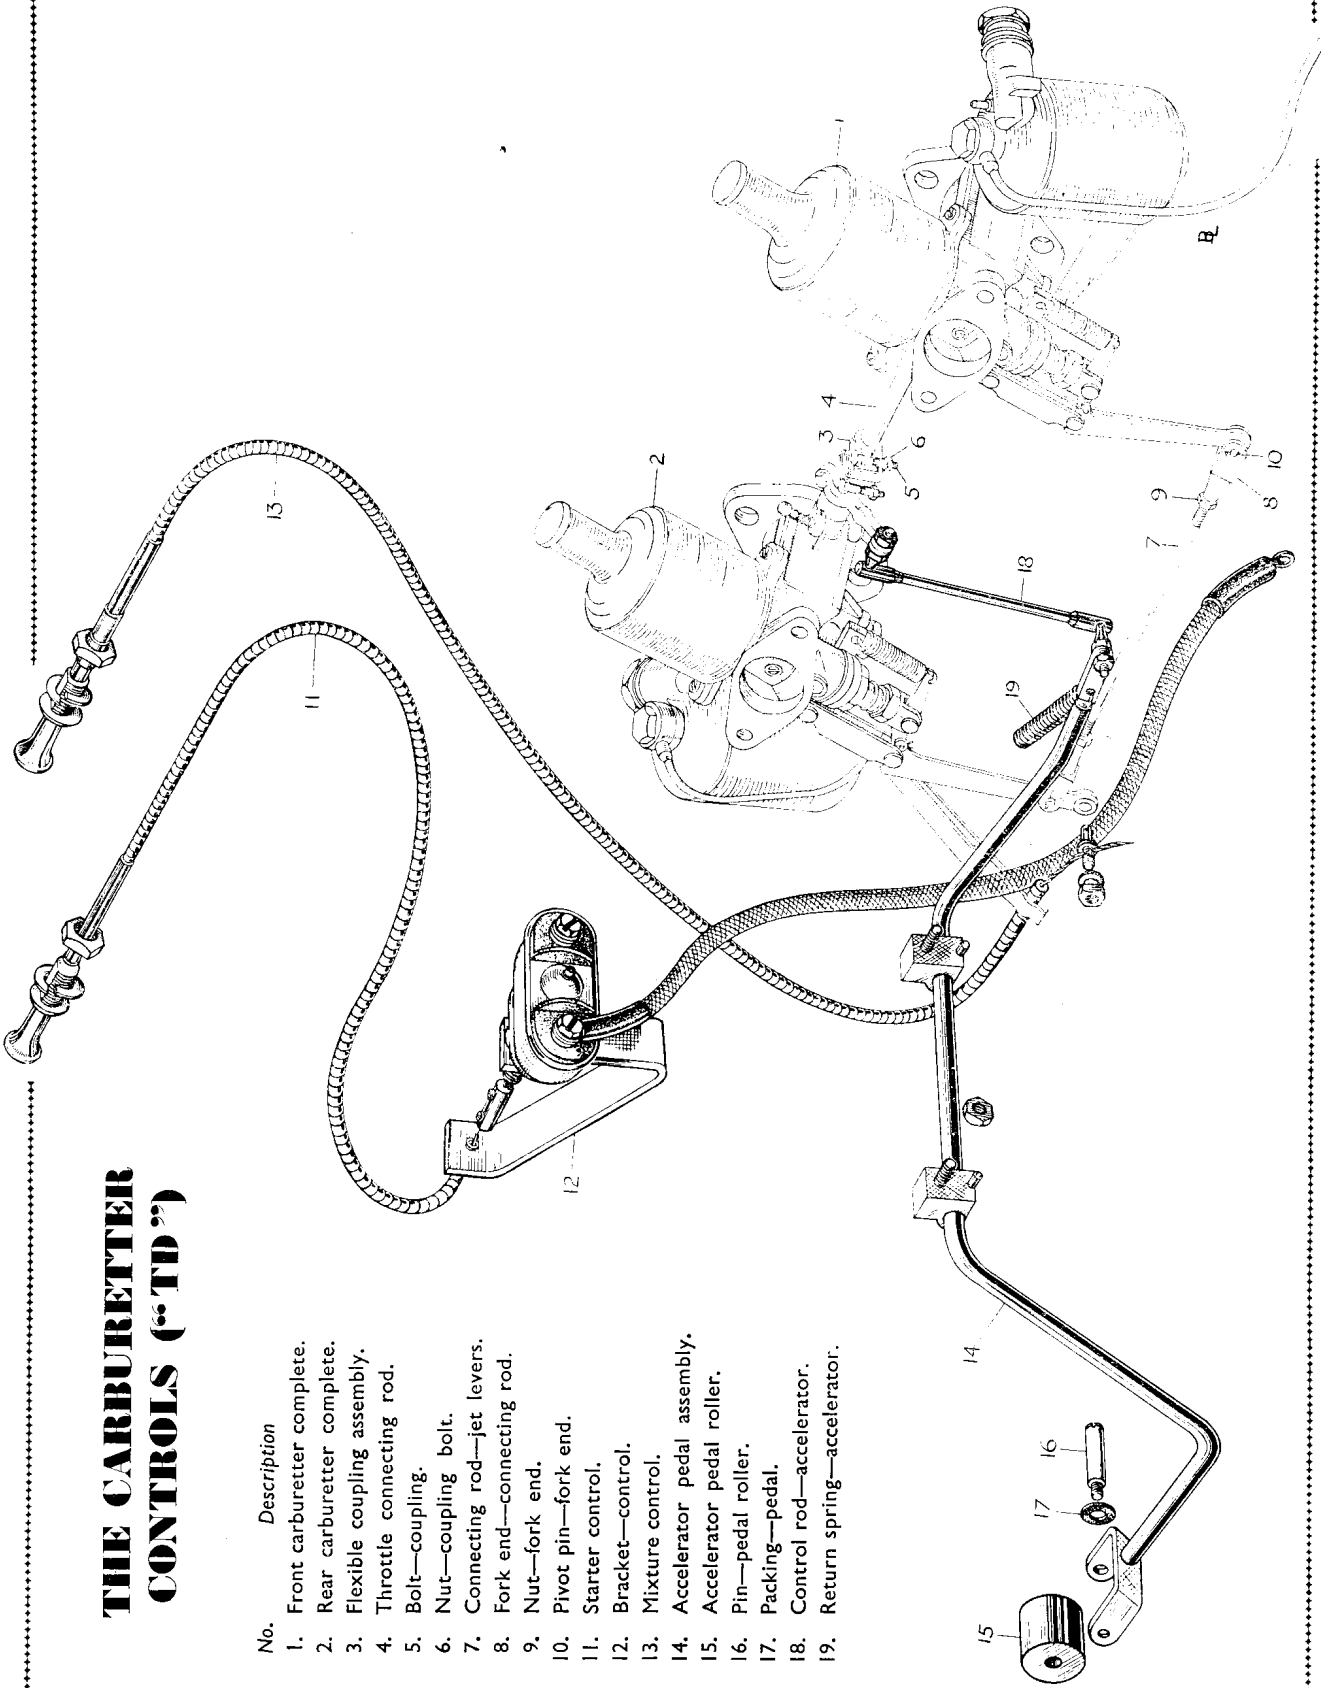 THE CARBURETTER
CONTROLS (“TD”)
No. Description
1. Front carburetter complete.
2. Rear carburetter complete.
3. Flexible coupling assembly.
4. Throttle connecting rod.
5. Bolt—coupling.
6. Nut—coupling bolt.
7. Connecting rod—jet levers.
8. Fork end—connecting rod.
9. Nut—fork end.
10. Pivot pin—fork end.
11. Starter control.
12. Bracket—control.
13. Mixture control.
14. Accelerator pedal assembly.
15. Accelerator pedal roller.
16. Pin—pedal roller.
17. Packing—pedal.
18. Control rod—accelerator.
19. Return spring—accelerator.
13
11
12
2
1
4
3
6
5
18
19
9
10
8
7
14
16
17
15
BL